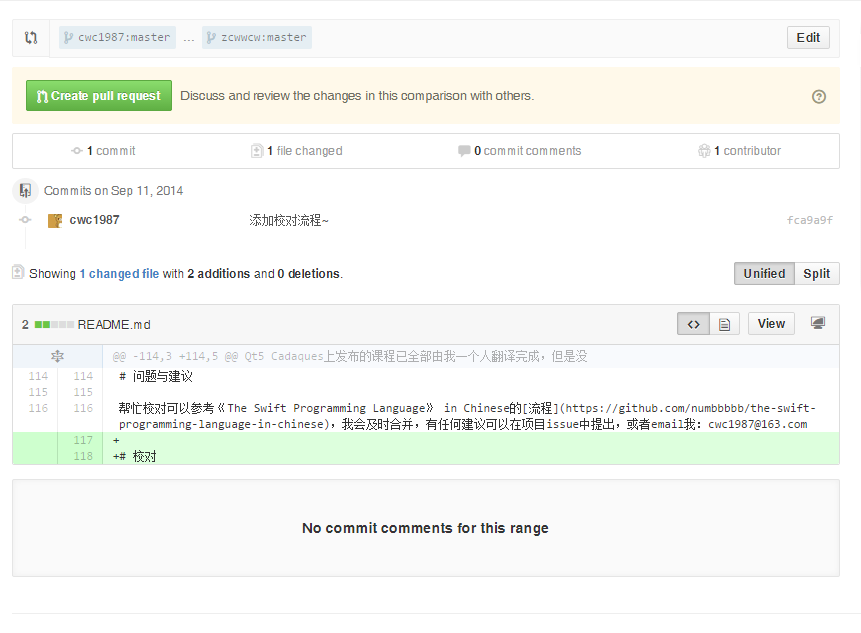 cwc1987:master ... zcwwcw:master Edit
Create pull request Discuss and review the changes in this comparison with others.
1 commit 1 file changed 0 commit comments 1 contributor
Commits on Sep 11, 2014
cwc1987 添加校对流程~ fca9a9f
Showing 1 changed file with 2 additions and 0 deletions. Unified Split
2 README.md <> View
@@ -114,3 +114,5 @@ Qt5 Cadaques上发布的课程已全部由我一个人翻译完成，但是没
114 114 # 问题与建议
115 115
116 116 帮忙校对可以参考《The Swift Programming Language》 in Chinese的[流程](https://github.com/numbbbbb/the-swift-
programming-language-in-chinese)，我会及时合并，有任何建议可以在项目issue中提出，或者email我：cwc1987@163.com
117 +
118 +# 校对
No commit comments for this range